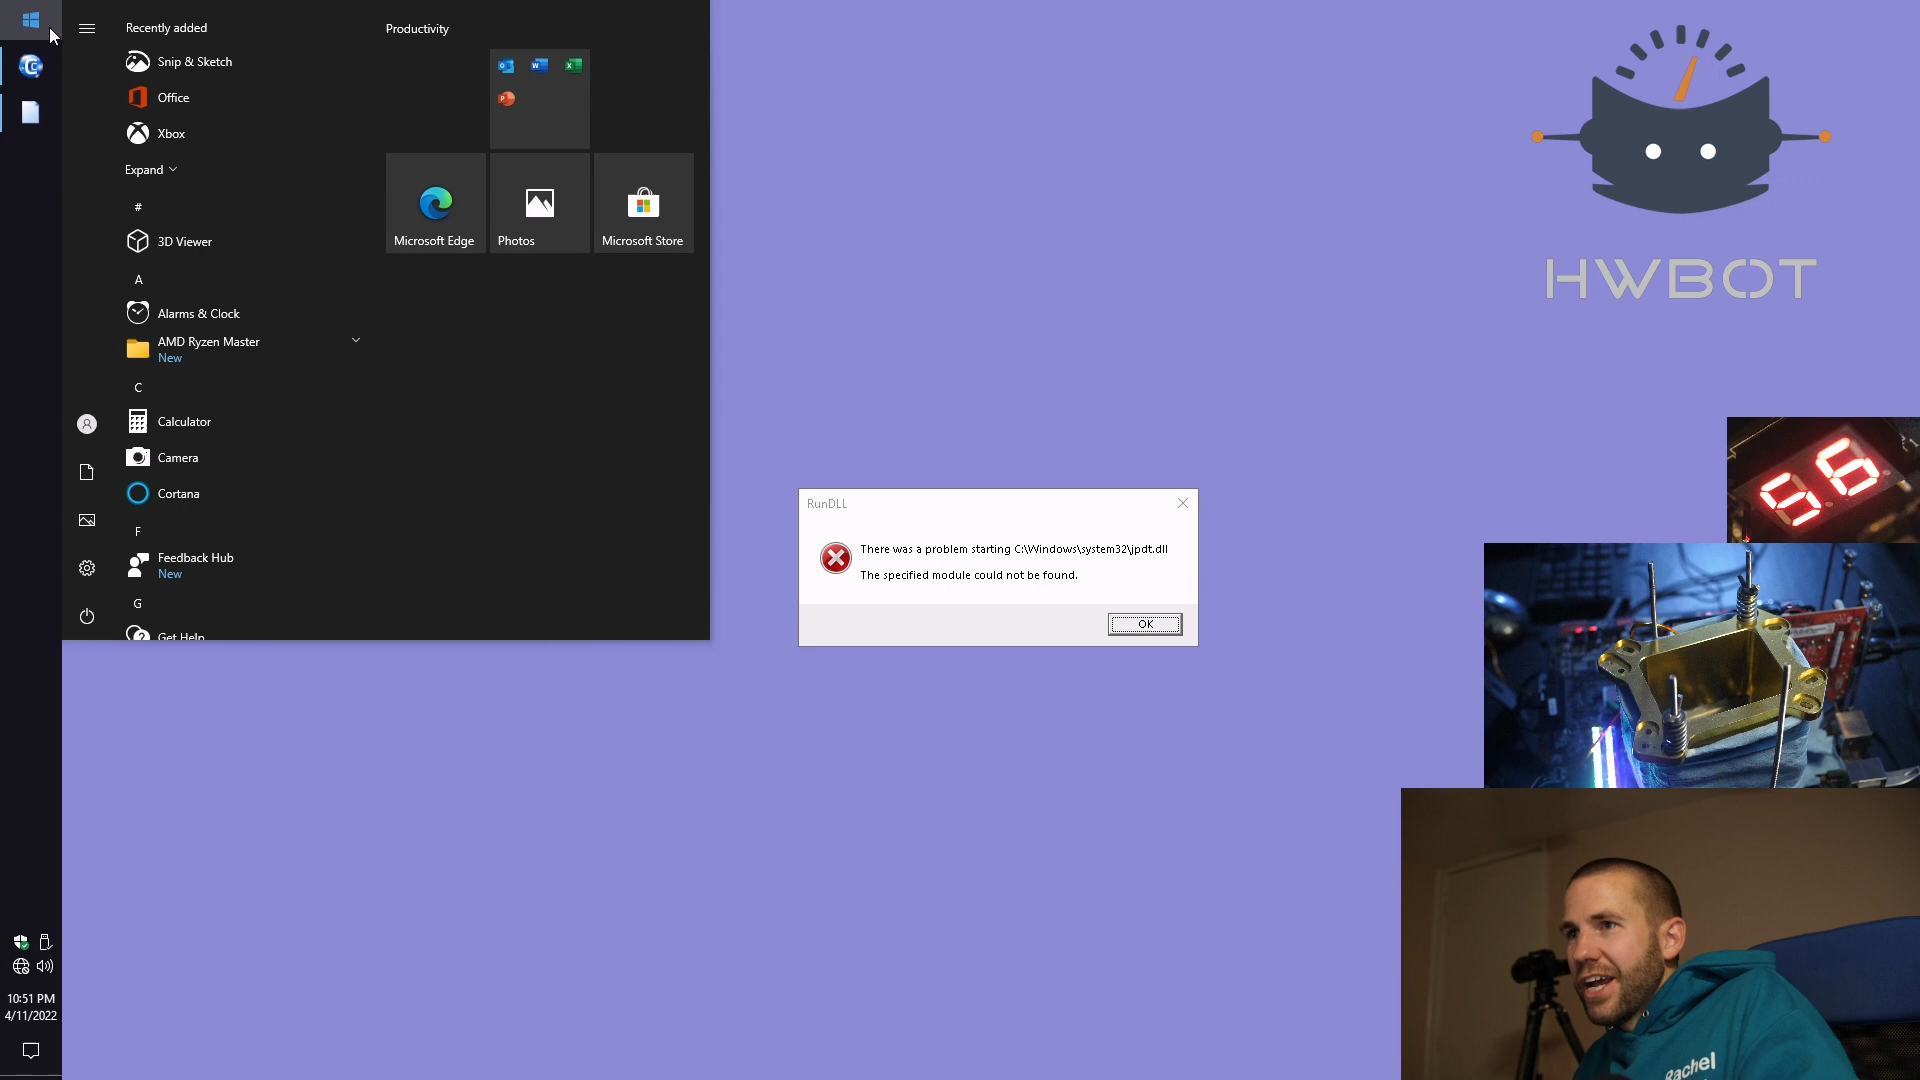 Recently added
Snip & Sketch
Office
Xbox
Expand
#
3D Viewer
A
Alarms & Clock
AMD Ryzen Master
New
C
Calculator
Camera
Cortana
F
Feedback Hub
New
G
Get Help
Productivity
Microsoft Edge
Photos
Microsoft Store
RunDLL
There was a problem starting C:\Windows\system32\jpdt.dll
The specified module could not be found.
OK
HWBOT
56
Rachel
10:51 PM
4/11/2022